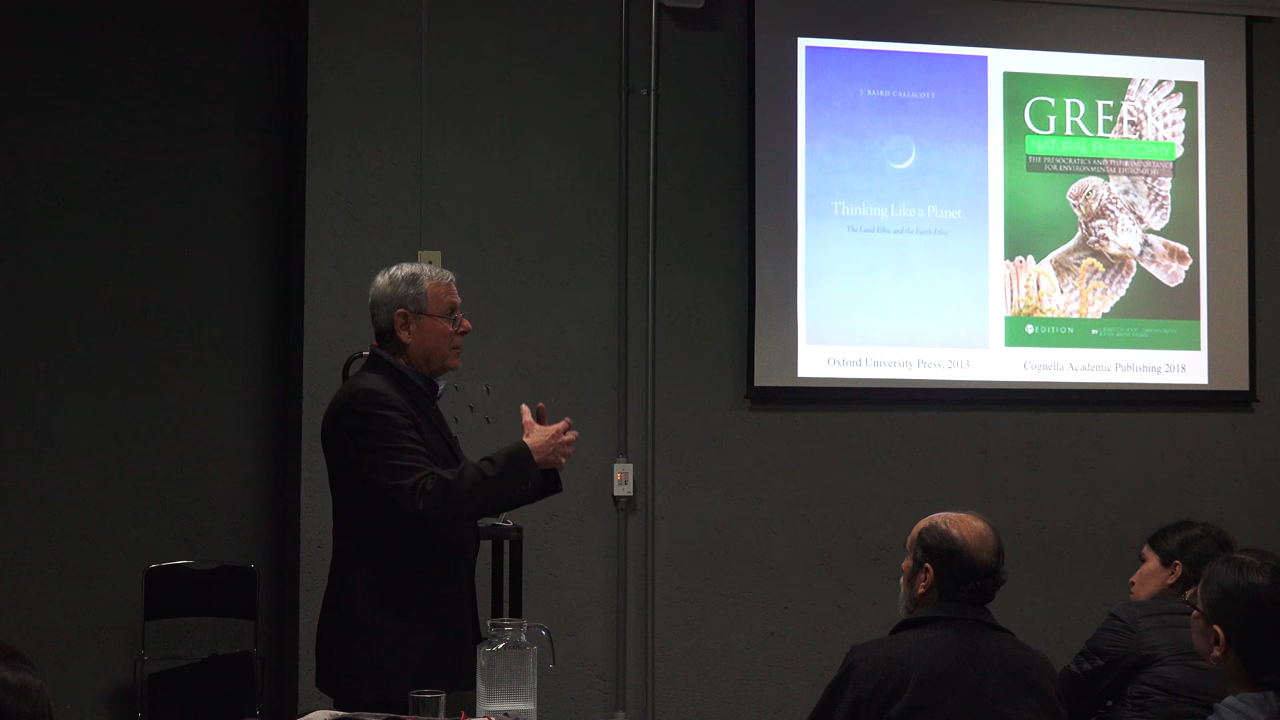 J. BAIRD CALLICOTT
Thinking Like a Planet
The Land Ethic and the Earth Ethic
Oxford University Press, 2013
GREEK
NATURAL PHILOSOPHY
THE PRESOCRATICS AND THEIR IMPORTANCE
FOR ENVIRONMENTAL PHILOSOPHY
EDITION
BY
Cognella Academic Publishing 2018